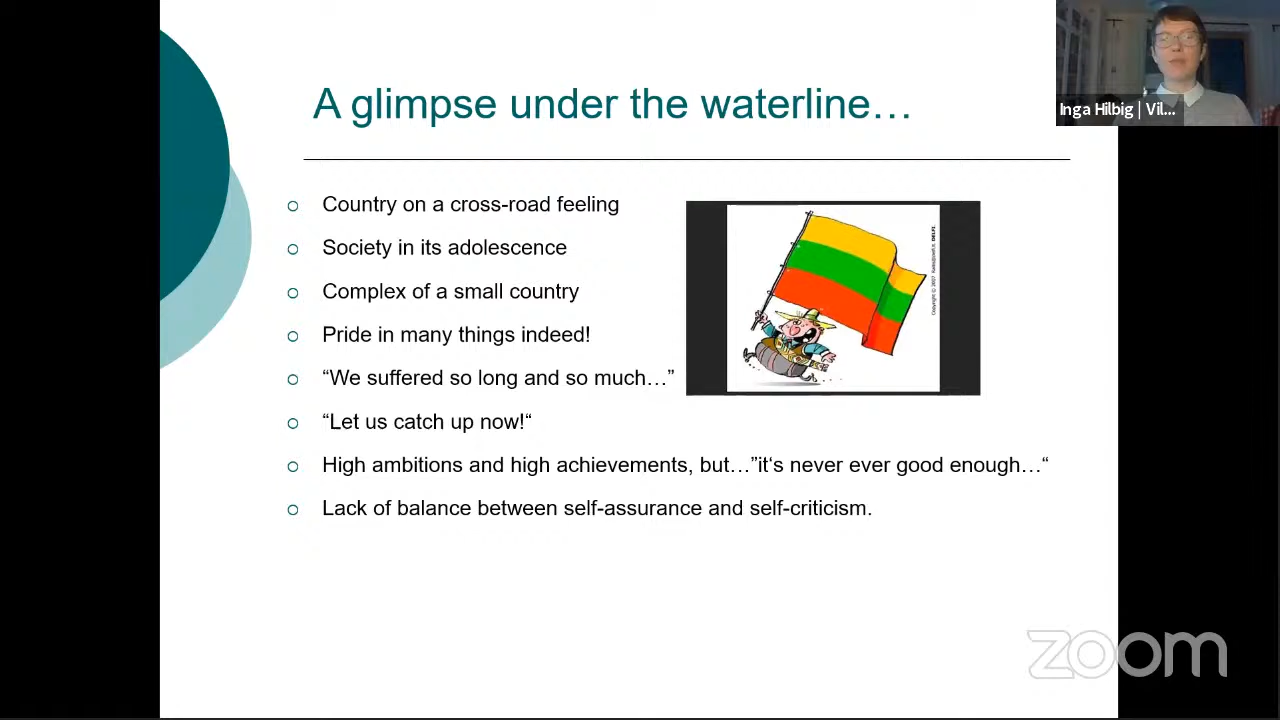 A glimpse under the waterline…
Inga Hilbig | Vil...
Country on a cross-road feeling
Society in its adolescence
Complex of a small country
Pride in many things indeed!
“We suffered so long and so much…”
“Let us catch up now!“
High ambitions and high achievements, but…”it‘s never ever good enough…“
Lack of balance between self-assurance and self-criticism.
Copyright © 2007 DELFI
zoom